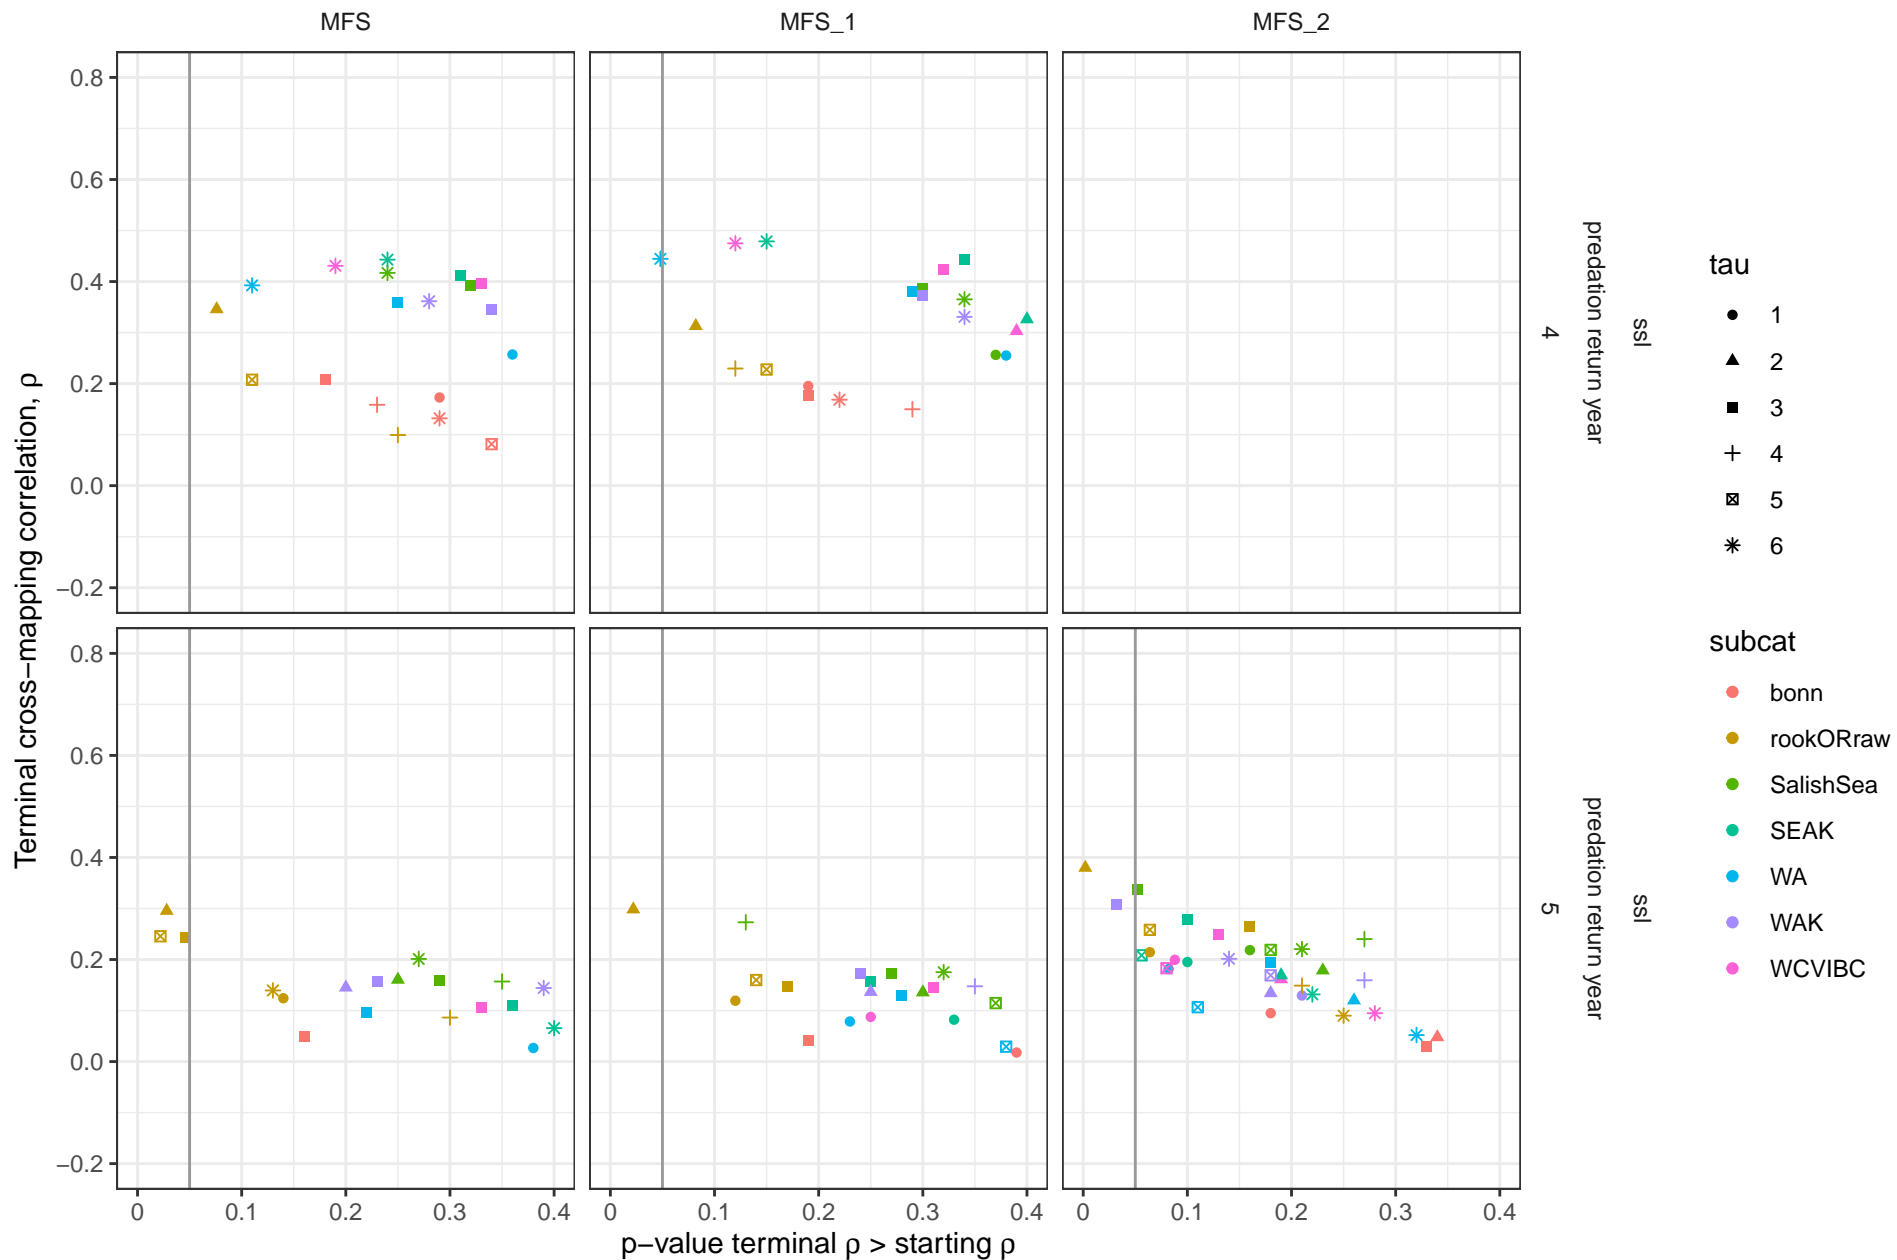 MFS MFS_1 MFS_2
Terminal cross−mapping correlation, ρ
0.8
0.6
0.4
0.2
0.0
−0.2
0.8
0.6
0.4
0.2
0.0
−0.2
ssl
predation return year
4
ssl
predation return year
5
0 0.1 0.2 0.3 0.4 0 0.1 0.2 0.3 0.4 0 0.1 0.2 0.3 0.4
p−value terminal ρ > starting ρ
tau
1
2
3
4
5
6
subcat
bonn
rookORraw
SalishSea
SEAK
WA
WAK
WCVIBC